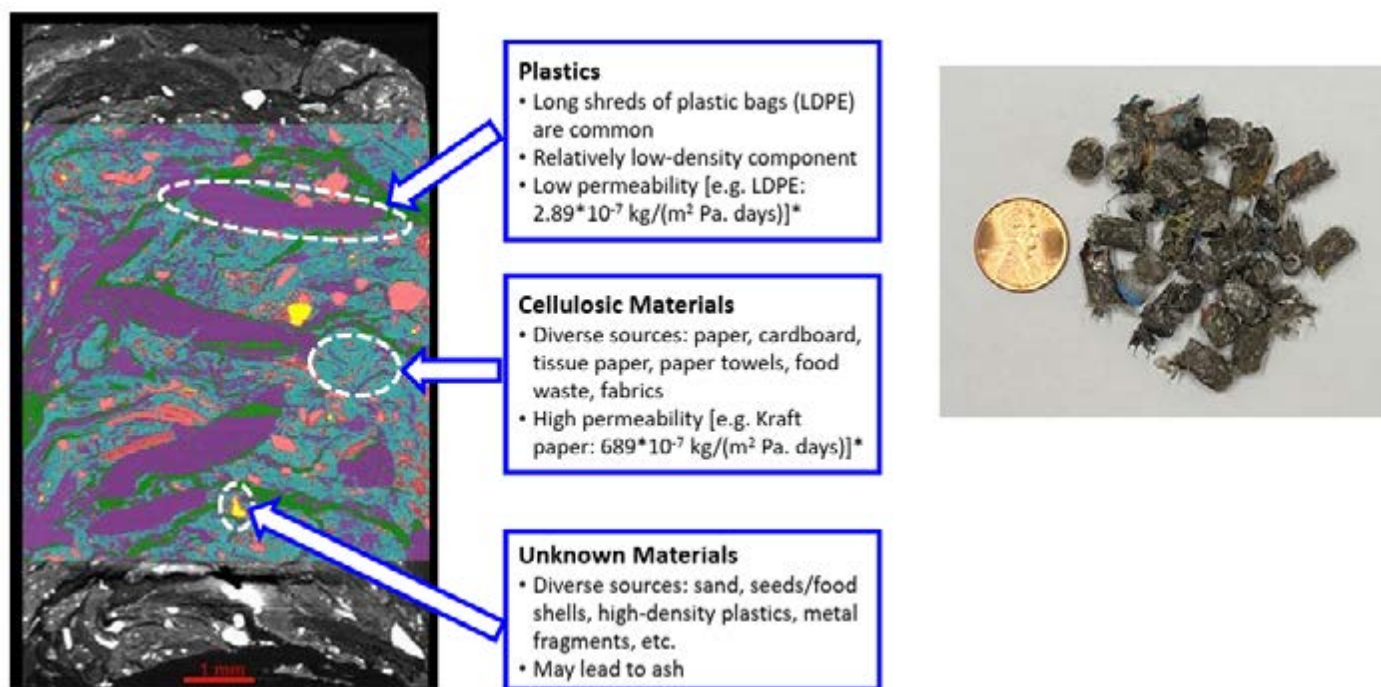 Plastics
• Long shreds of plastic bags (LDPE)
are common
• Relatively low-density component
• Low permeability [e.g. LDPE:
2.89*10⁻⁷ kg/(m² Pa. days)]*
Cellulosic Materials
• Diverse sources: paper, cardboard,
tissue paper, paper towels, food
waste, fabrics
• High permeability [e.g. Kraft
paper: 689*10⁻⁷ kg/(m² Pa. days)]*
Unknown Materials
• Diverse sources: sand, seeds/food
shells, high-density plastics, metal
fragments, etc.
• May lead to ash
1 mm